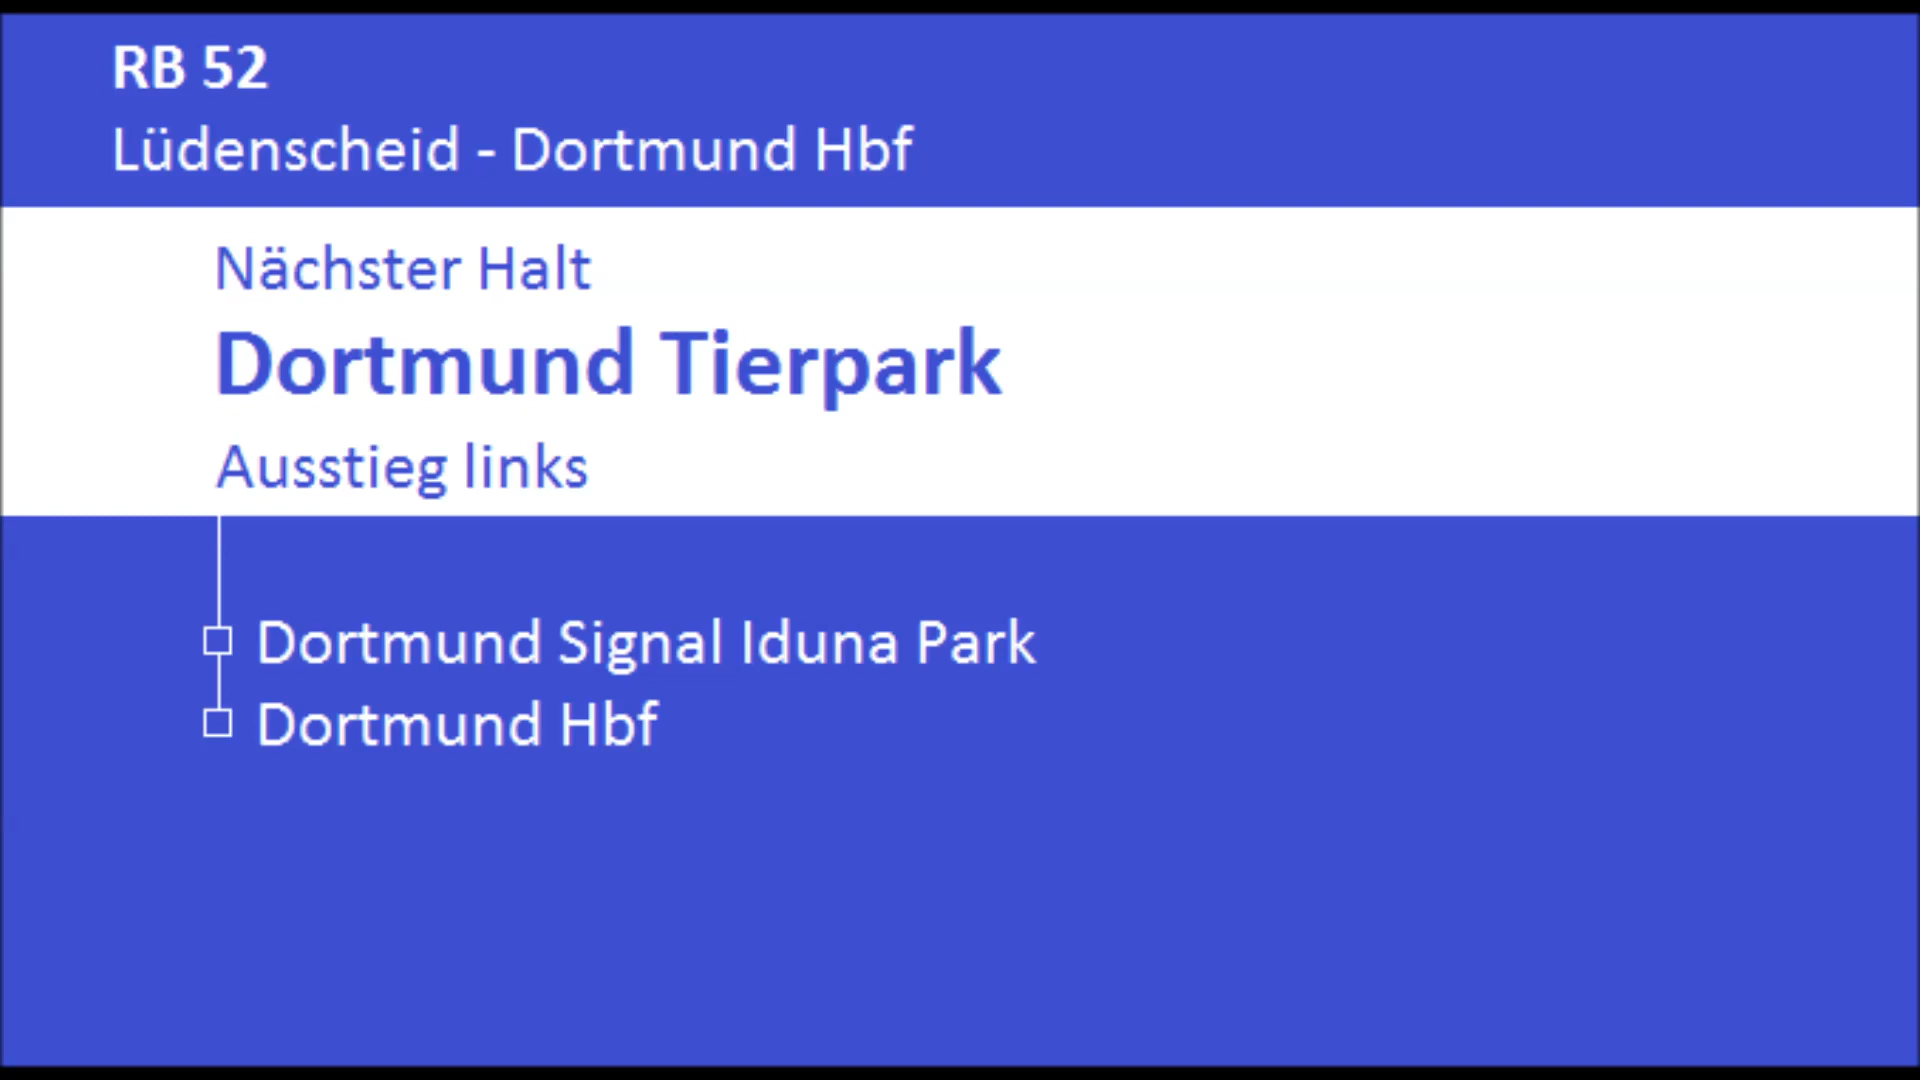 RB 52
Lüdenscheid - Dortmund Hbf
Nächster Halt
Dortmund Tierpark
Ausstieg links
Dortmund Signal Iduna Park
Dortmund Hbf